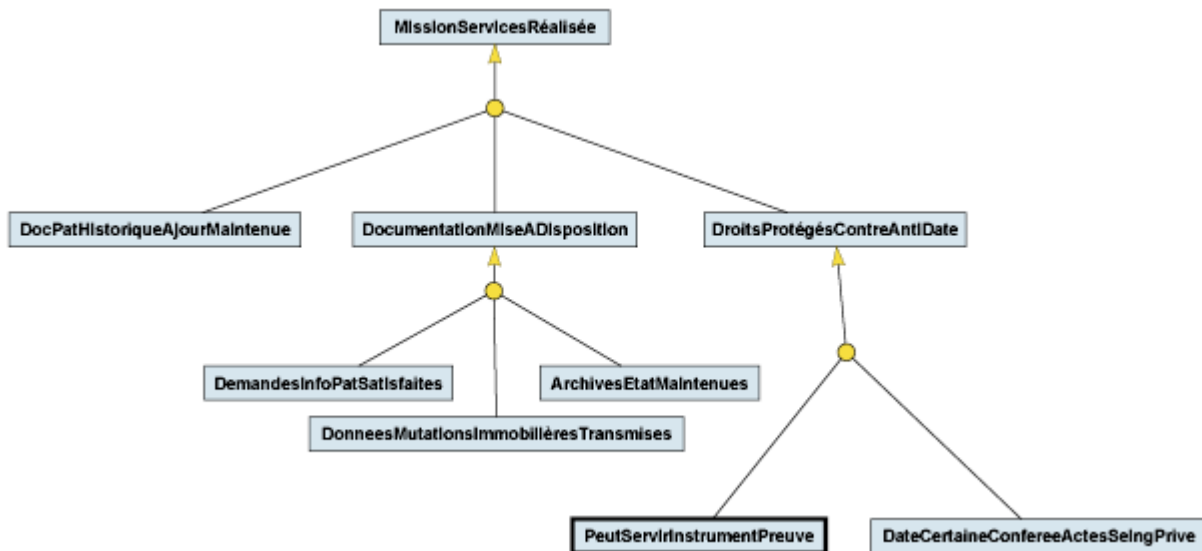 MissionServicesRéalisée
DocPatHistoriqueAjourMaintenue
DocumentationMiseADisposition
DroitsProtégésContreAntiDate
DemandesInfoPatSatisfaites
ArchivesEtatMaintenues
DonneesMutationsImmobilièresTransmises
PeutServirInstrumentPreuve
DateCertaineConfereeActesSeingPrive